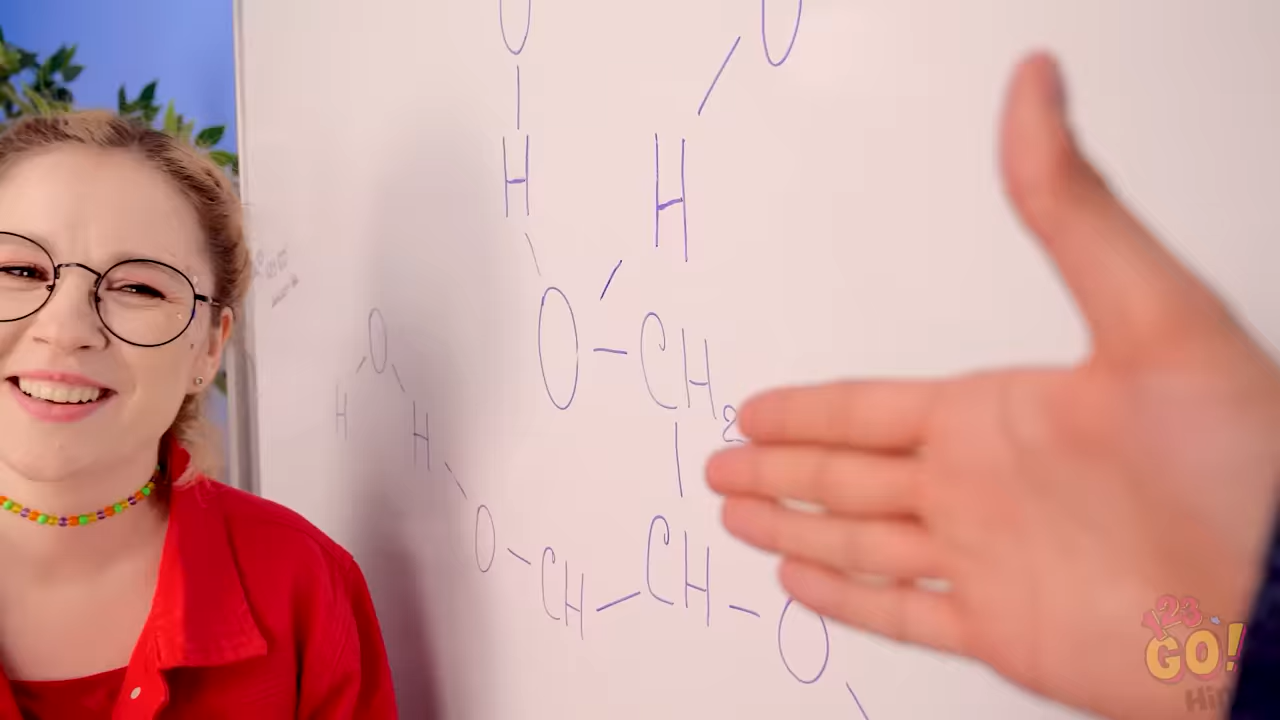 O O
H H
O – CH2
O H H
O – CH – CH – O
123 GO!